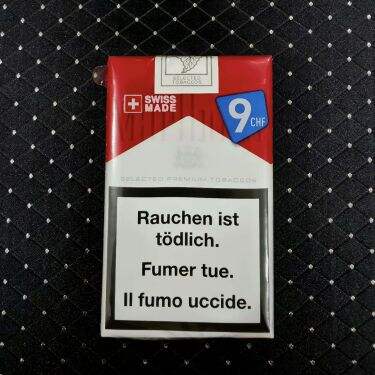 SELECTED
TOBACCOS
SWISS
MADE
9 CHF
SELECTED PREMIUM TOBACCOS
Rauchen ist
tödlich.
Fumer tue.
Il fumo uccide.